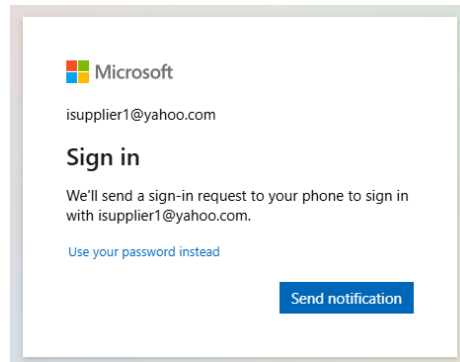 Microsoft
isupplier1@yahoo.com
Sign in
We'll send a sign-in request to your phone to sign in
with isupplier1@yahoo.com.
Use your password instead
Send notification